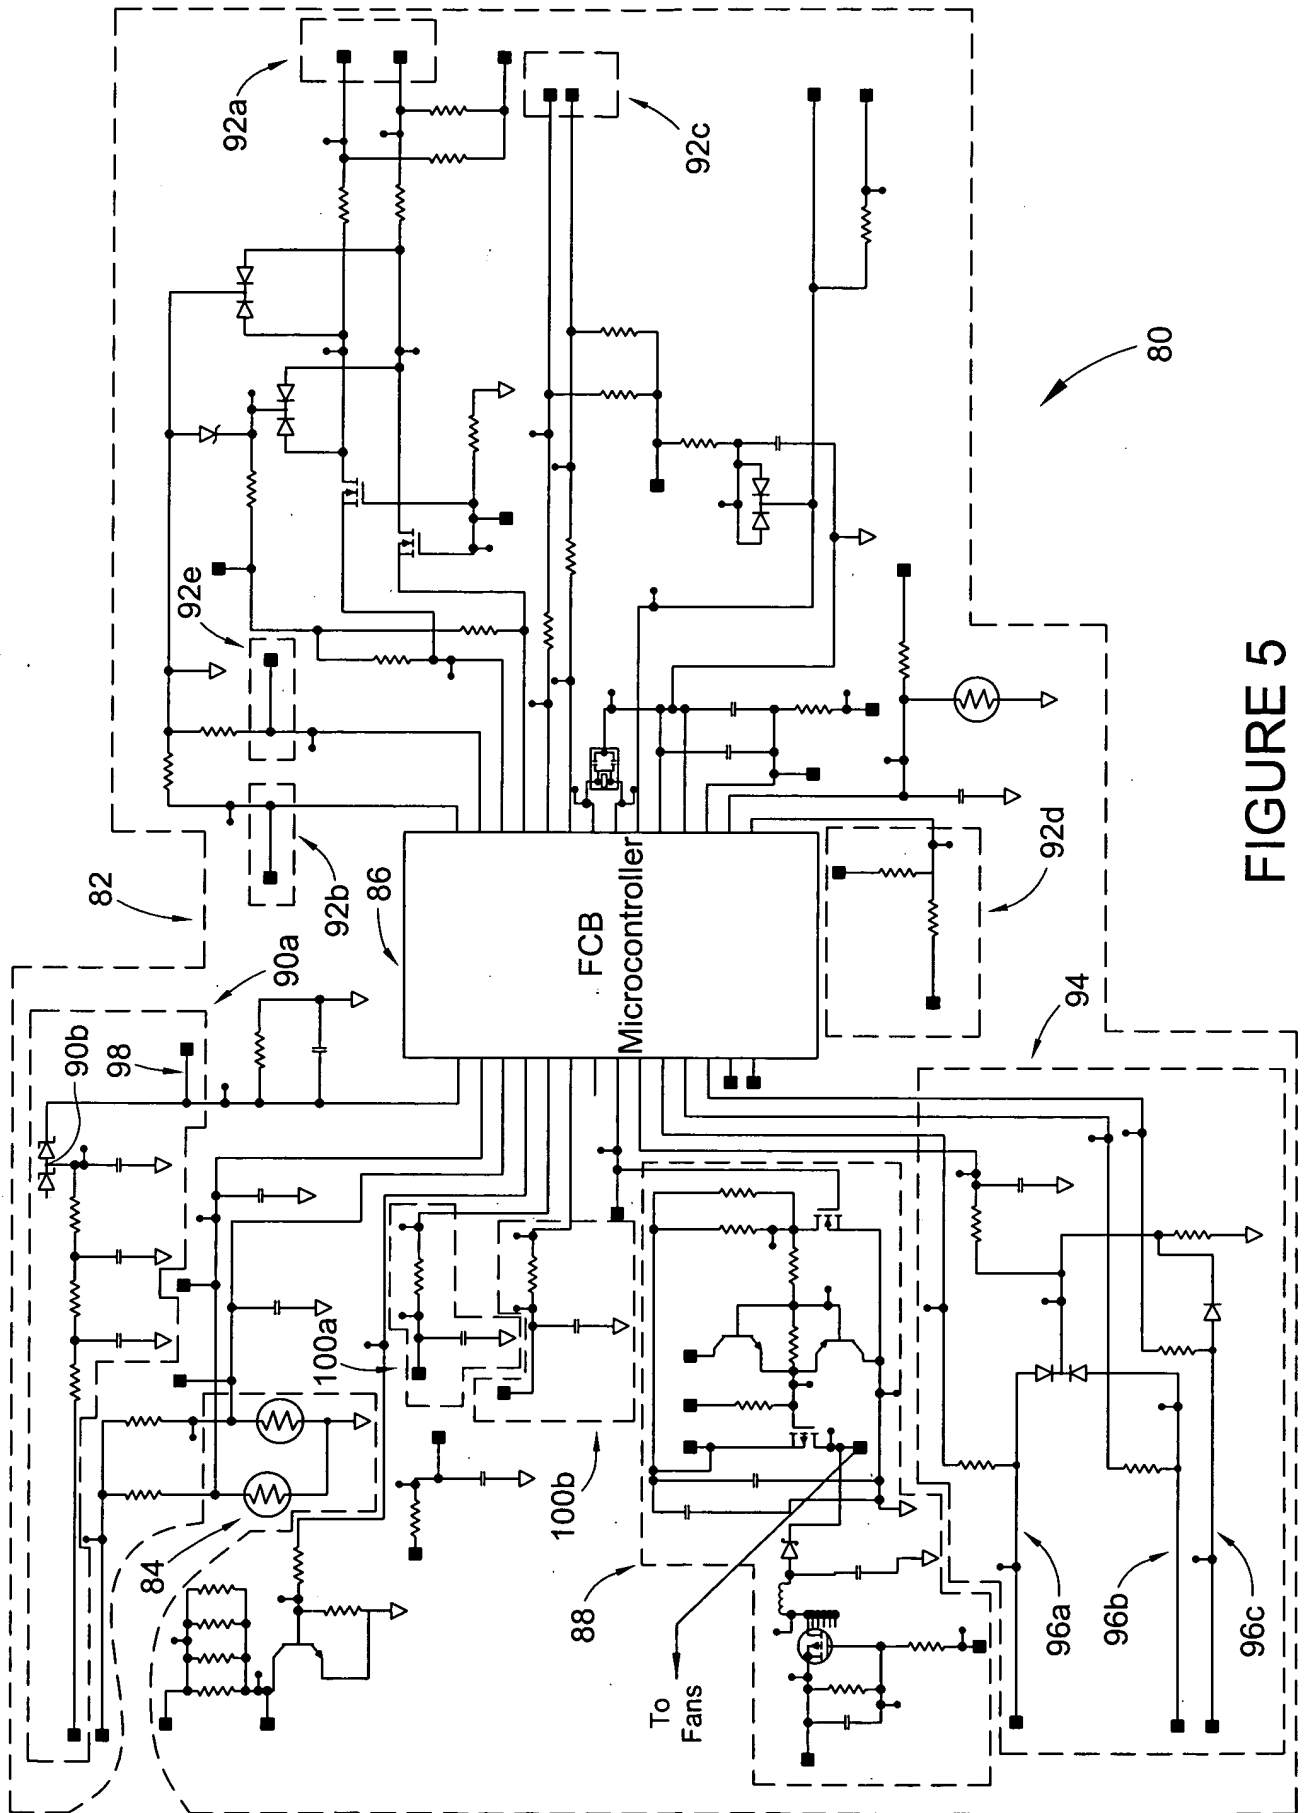 92a
92c
92e
80
82
92b
86
FCB
Microcontroller
92d
90a
90b
98
94
100a
100b
84
88
To
Fans
96a
96b
96c
FIGURE 5